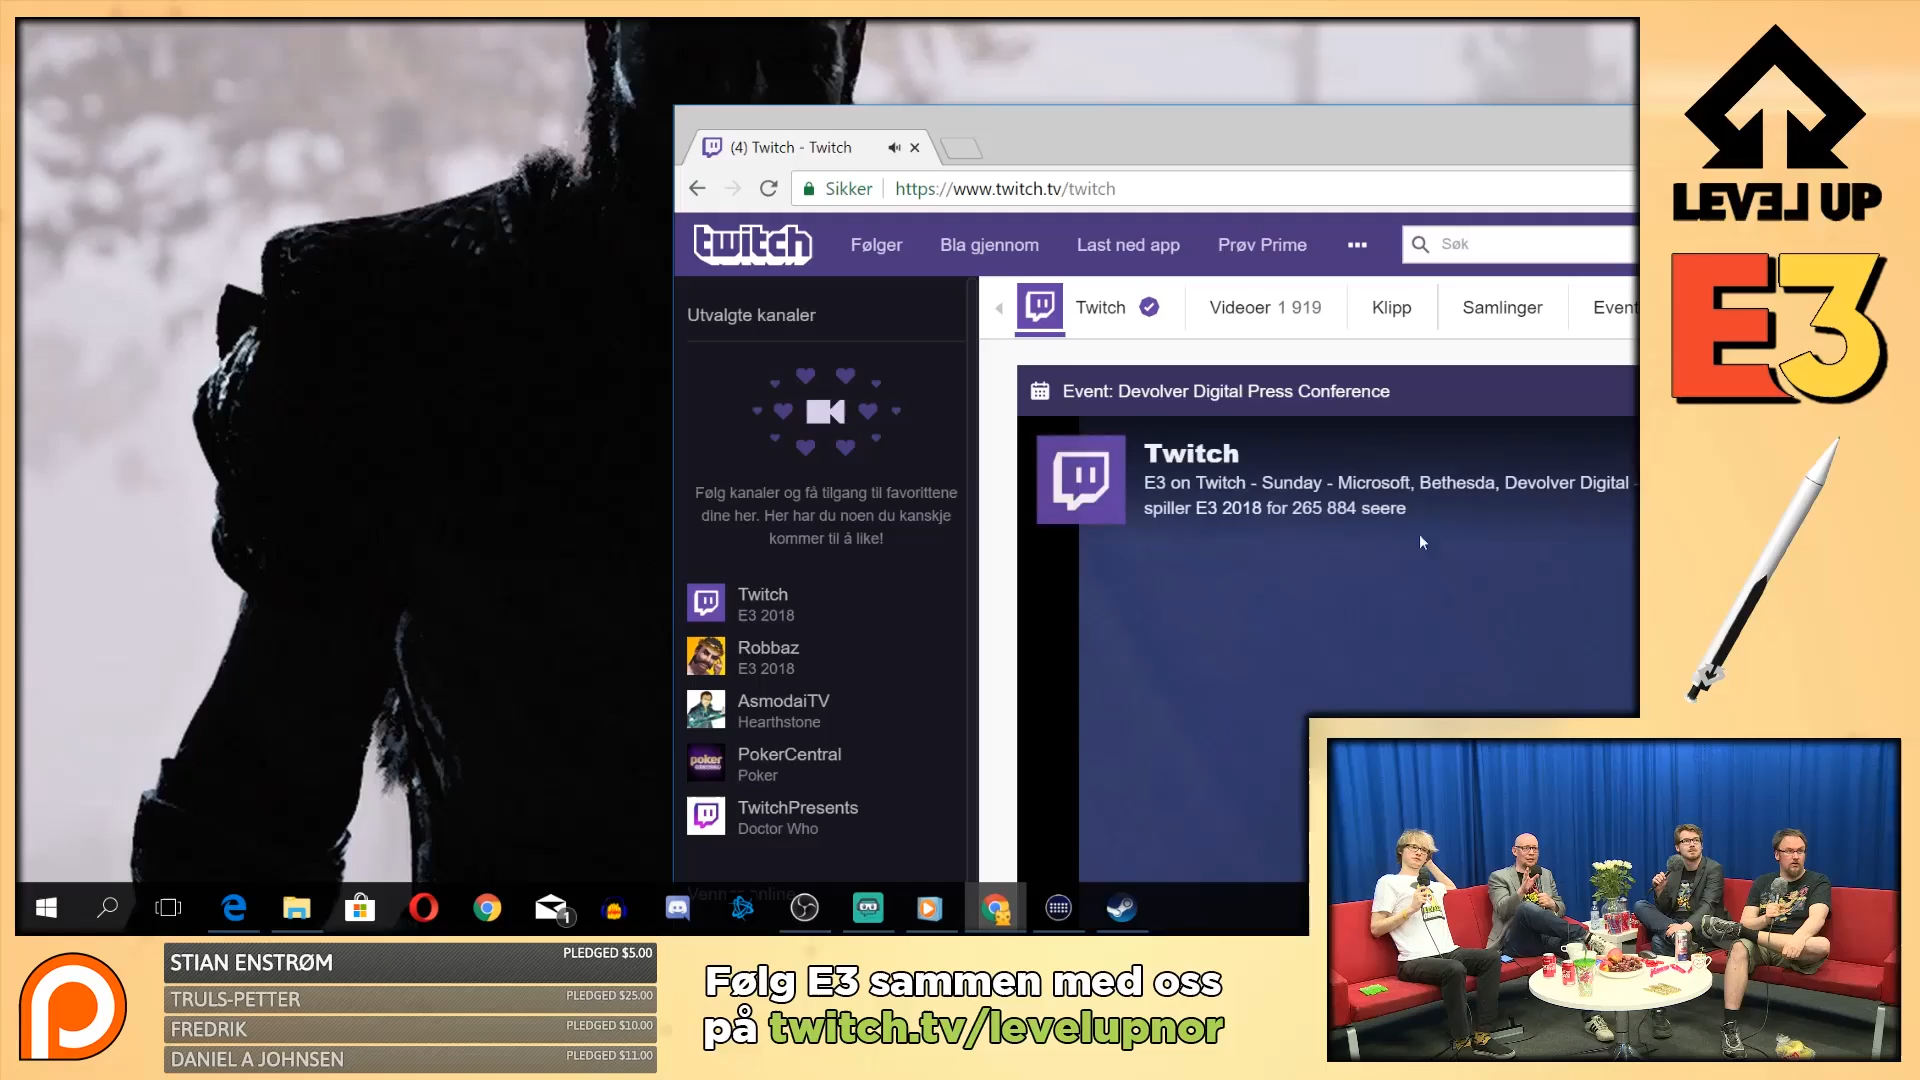 (4) Twitch - Twitch
Sikker
https://www.twitch.tv/twitch
twitch
Følger
Bla gjennom
Last ned app
Prøv Prime
Søk
Utvalgte kanaler
Følg kanaler og få tilgang til favorittene
dine her. Her har du noen du kanskje
kommer til å like!
Twitch
E3 2018
Robbaz
E3 2018
AsmodaiTV
Hearthstone
PokerCentral
Poker
TwitchPresents
Doctor Who
Venner online
Twitch
Videoer 1 919
Klipp
Samlinger
Event
Event: Devolver Digital Press Conference
Twitch
E3 on Twitch - Sunday - Microsoft, Bethesda, Devolver Digital -
spiller E3 2018 for 265 884 seere
poker
1
LEVEL UP
E3
STIAN ENSTRØM PLEDGED $5.00
TRULS-PETTER PLEDGED $25.00
FREDRIK PLEDGED $10.00
DANIEL A JOHNSEN PLEDGED $11.00
Følg E3 sammen med oss
på twitch.tv/levelupnor